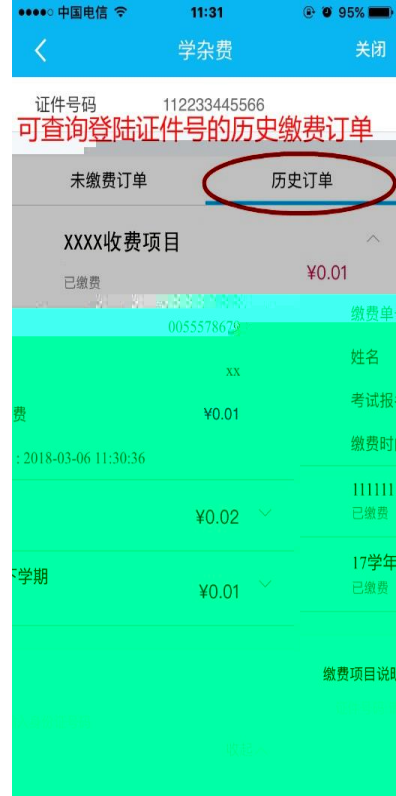 中国电信 11:31 95%
学杂费 关闭
证件号码 112233445566
可查询登陆证件号的历史缴费订单
未缴费订单 历史订单
XXXX收费项目
¥0.01
已缴费
缴费单
0055578679
姓名
xx
考试报
费 ¥0.01
缴费时
: 2018-03-06 11:30:36
111111
已缴费
¥0.02
17学年
下学期
已缴费
¥0.01
缴费项目说